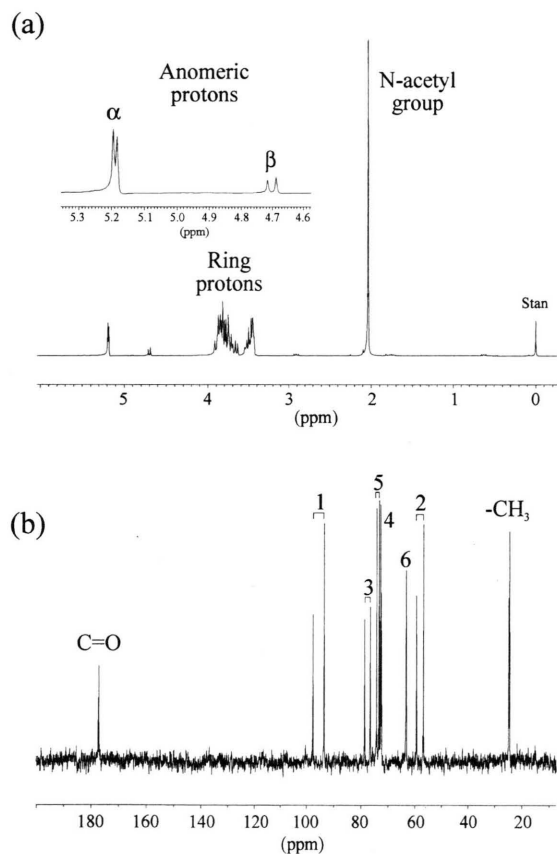 (a)
Anomeric
protons
α
β
N-acetyl
group
5.3 5.2 5.1 5.0 4.9 4.8 4.7 4.6
(ppm)
Ring
protons
Stan
5 4 3 2 1 0
(ppm)
(b)
1
5
4
2
-CH₃
3
6
C=O
180 160 140 120 100 80 60 40 20
(ppm)